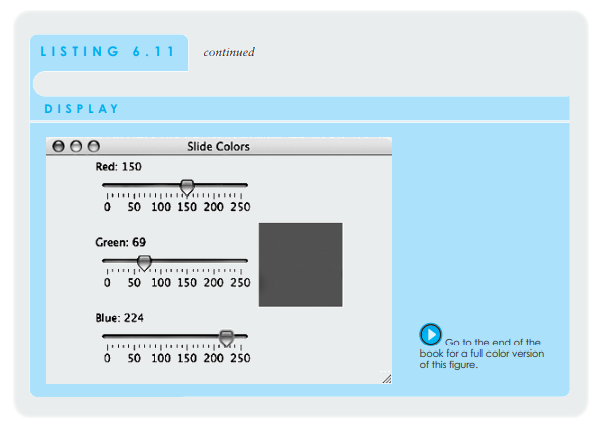 LISTING 6.11 continued
DISPLAY
Slide Colors
Red: 150
0 50 100 150 200 250
Green: 69
0 50 100 150 200 250
Blue: 224
0 50 100 150 200 250
Go to the end of the
book for a full color version
of this figure.